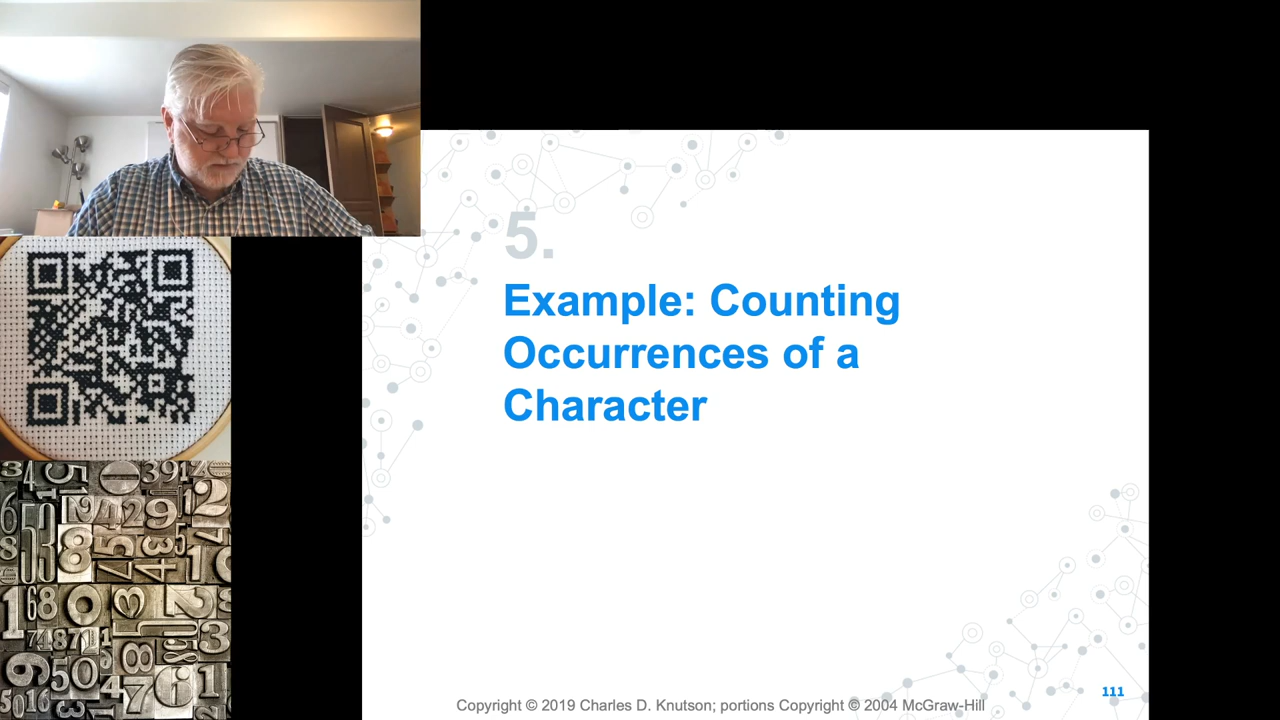 5.
Example: Counting
Occurrences of a
Character
111
Copyright © 2019 Charles D. Knutson; portions Copyright © 2004 McGraw-Hill